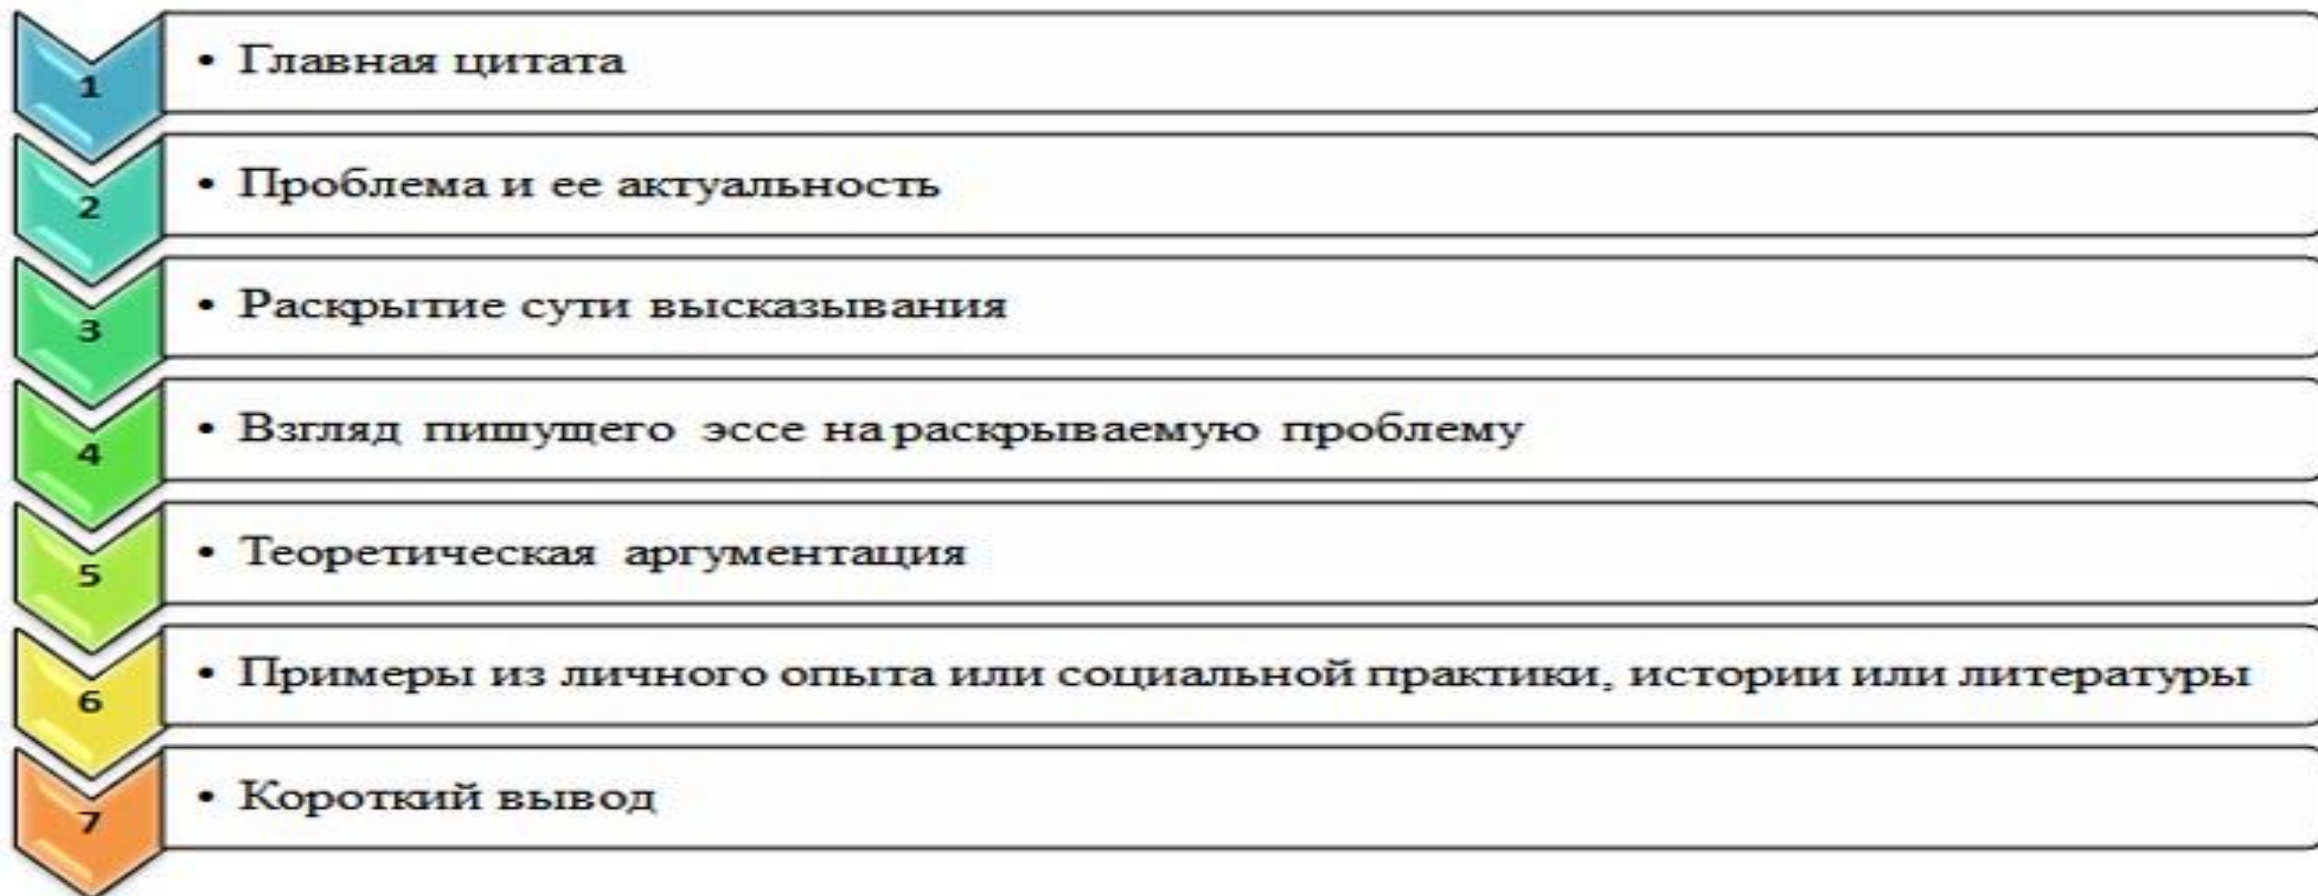 1
• Главная цитата
2
• Проблема и ее актуальность
3
• Раскрытие сути высказывания
4
• Взгляд пишущего эссе на раскрываемую проблему
5
• Теоретическая аргументация
6
• Примеры из личного опыта или социальной практики, истории или литературы
7
• Короткий вывод